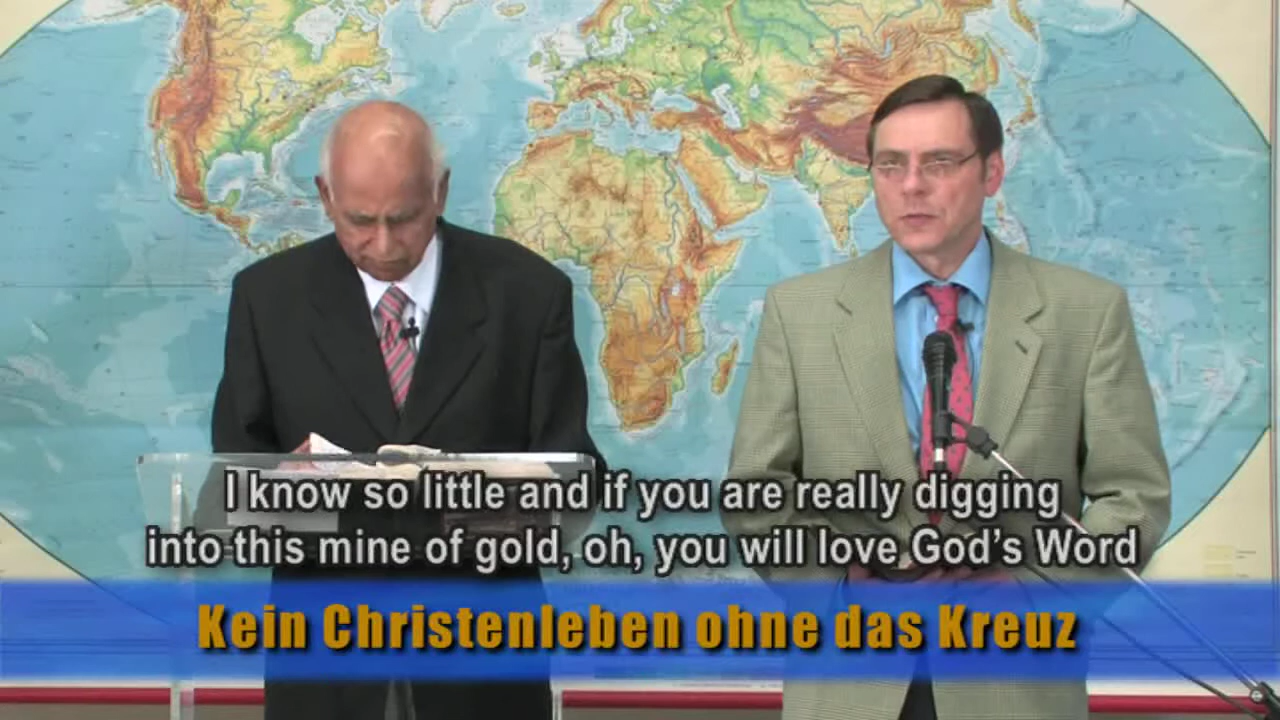 I know so little and if you are really digging
into this mine of gold, oh, you will love God's Word
Kein Christenleben ohne das Kreuz